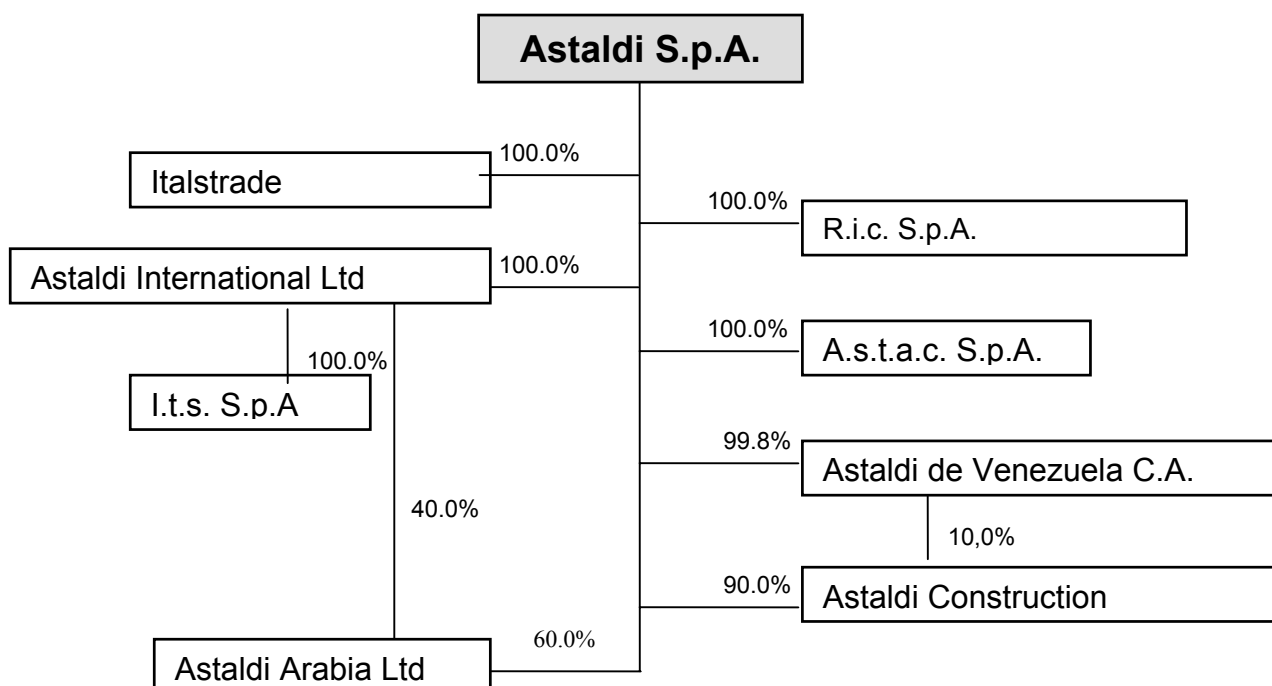 Astaldi S.p.A.
100.0%
Italstrade
100.0%
R.i.c. S.p.A.
Astaldi International Ltd
100.0%
100.0%
A.s.t.a.c. S.p.A.
100.0%
I.t.s. S.p.A
99.8%
Astaldi de Venezuela C.A.
40.0%
10,0%
90.0%
Astaldi Construction
60.0%
Astaldi Arabia Ltd